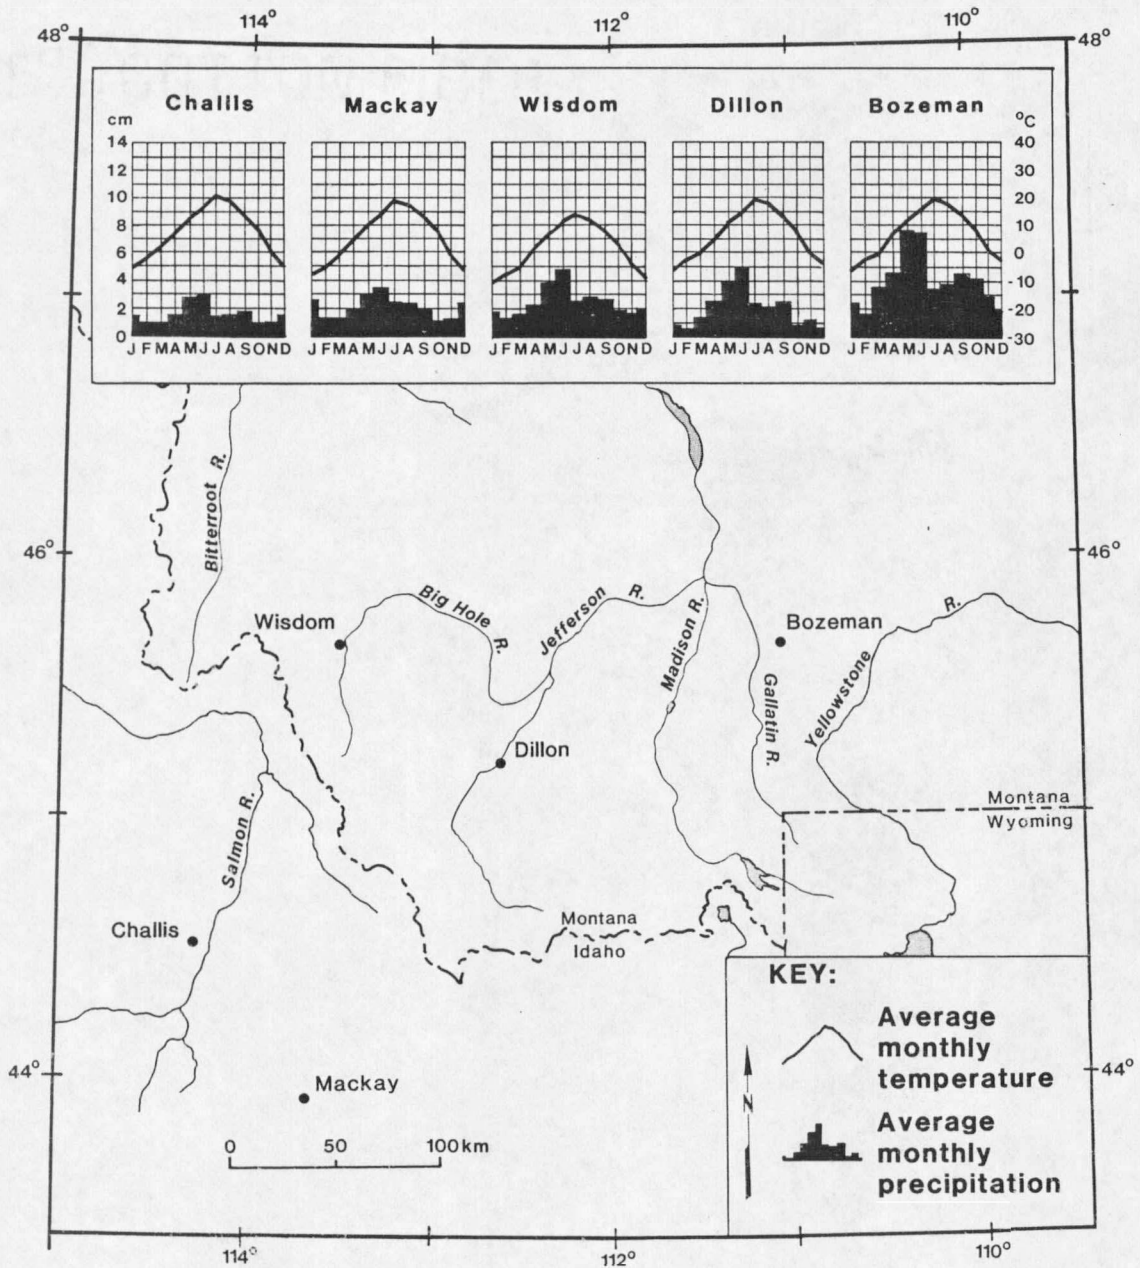 114° 112° 110°
48° 48°
Challis Mackay Wisdom Dillon Bozeman
cm °C
14 40
12 30
10 20
8 10
6 0
4 -10
2 -20
0 -30
J F M A M J J A S O N D J F M A M J J A S O N D J F M A M J J A S O N D J F M A M J J A S O N D J F M A M J J A S O N D
Bitterroot R.
46° 46°
Wisdom
Big Hole R.
Jefferson R.
Madison R.
Gallatin R.
Bozeman
Yellowstone R.
Dillon
Montana
Wyoming
Salmon R.
Challis
Montana
Idaho
44° 44°
Mackay
0 50 100 km
KEY:
N
Average
monthly
temperature
Average
monthly
precipitation
114° 112° 110°